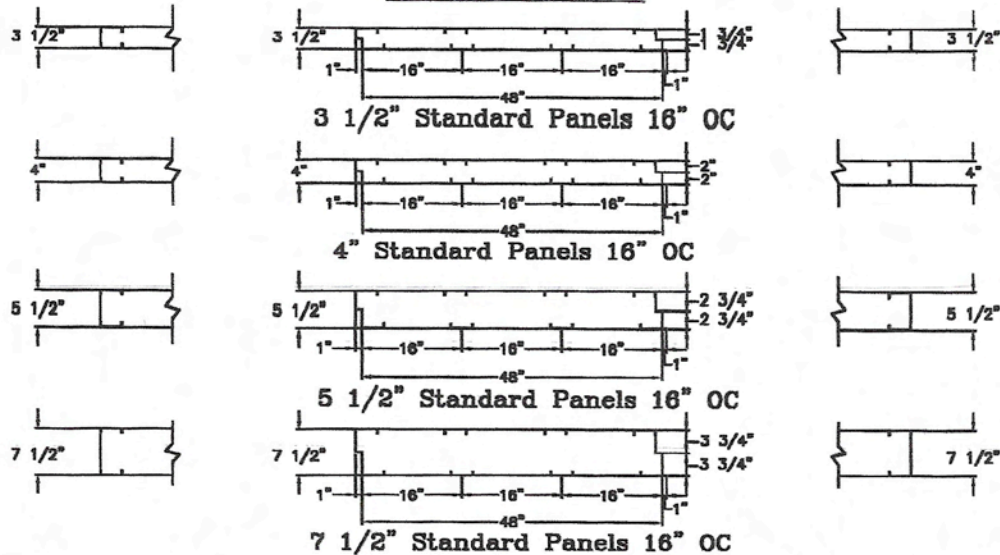 3 1/2" 3 1/2" 1 3/4" 3 1/2"
1 3/4"
1" 16" 16" 16" 1"
48"
3 1/2" Standard Panels 16" OC
4" 4" 2" 4"
2"
1" 16" 16" 16" 1"
48"
4" Standard Panels 16" OC
5 1/2" 5 1/2" 2 3/4" 5 1/2"
2 3/4"
1" 16" 16" 16" 1"
48"
5 1/2" Standard Panels 16" OC
7 1/2" 7 1/2" 3 3/4" 7 1/2"
3 3/4"
1" 16" 16" 16" 1"
48"
7 1/2" Standard Panels 16" OC